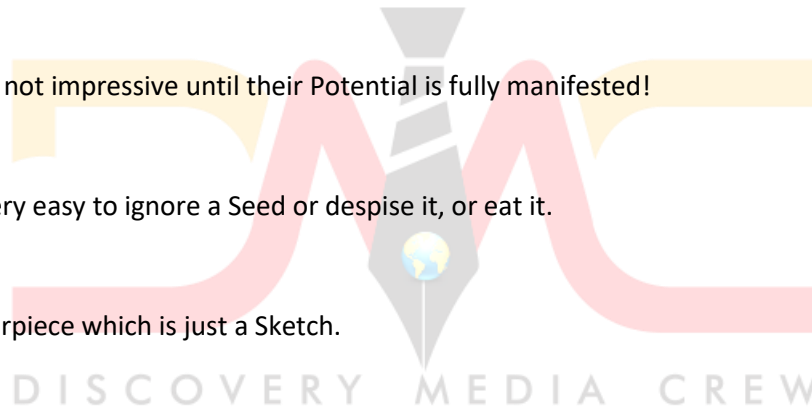 not impressive until their Potential is fully manifested!
ery easy to ignore a Seed or despise it, or eat it.
rpiece which is just a Sketch.
DISCOVERY MEDIA CREW